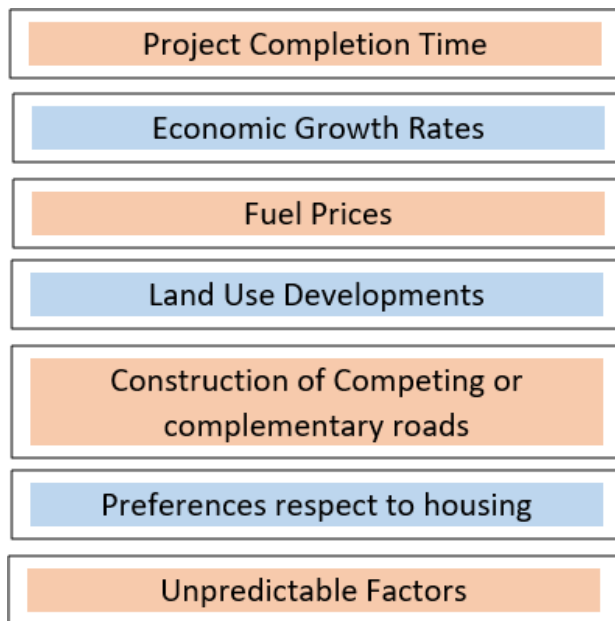 Project Completion Time
Economic Growth Rates
Fuel Prices
Land Use Developments
Construction of Competing or
complementary roads
Preferences respect to housing
Unpredictable Factors